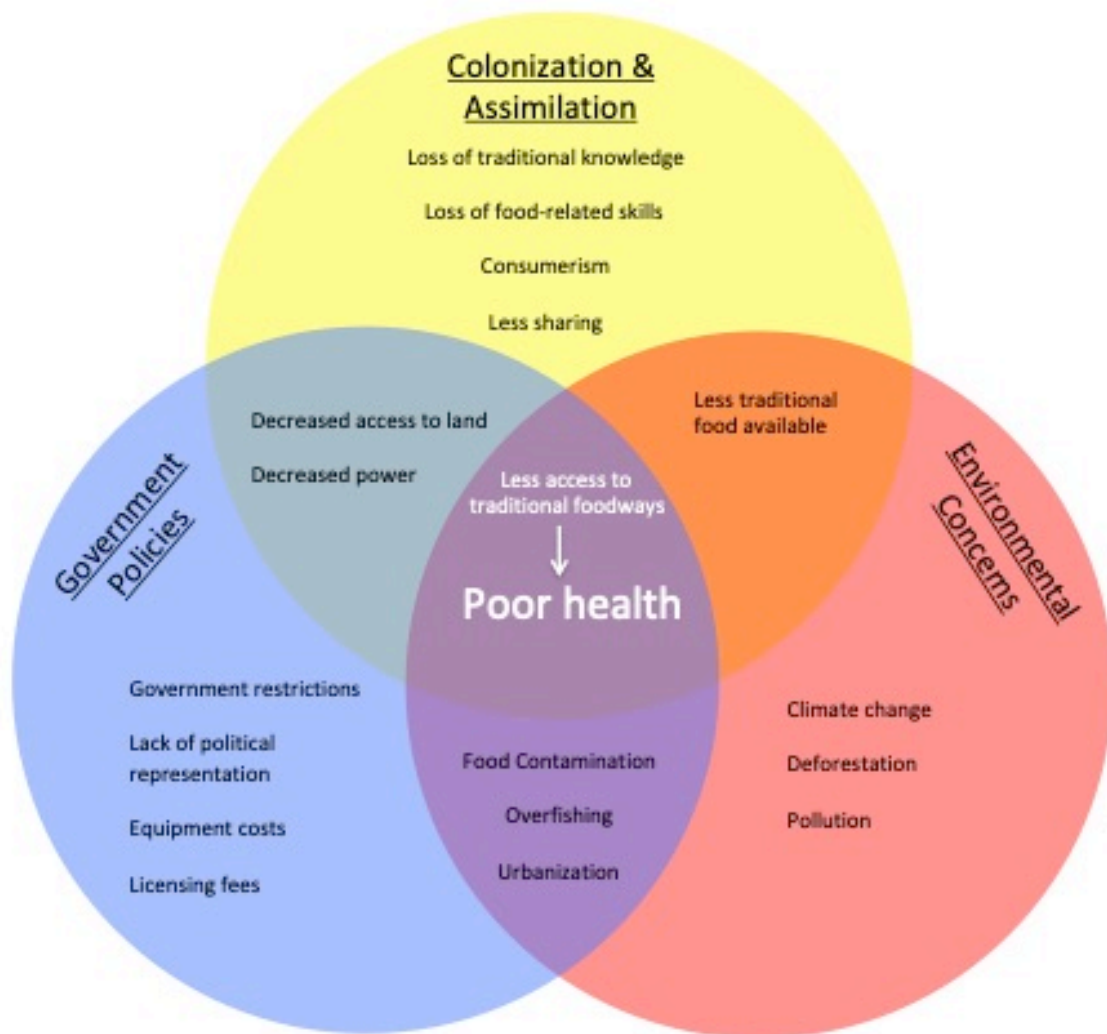 Colonization &
Assimilation
Loss of traditional knowledge
Loss of food-related skills
Consumerism
Less sharing
Decreased access to land
Decreased power
Less traditional
food available
Government
Policies
Environmental
Concerns
Less access to
traditional foodways
Poor health
Government restrictions
Lack of political
representation
Equipment costs
Licensing fees
Food Contamination
Overfishing
Urbanization
Climate change
Deforestation
Pollution